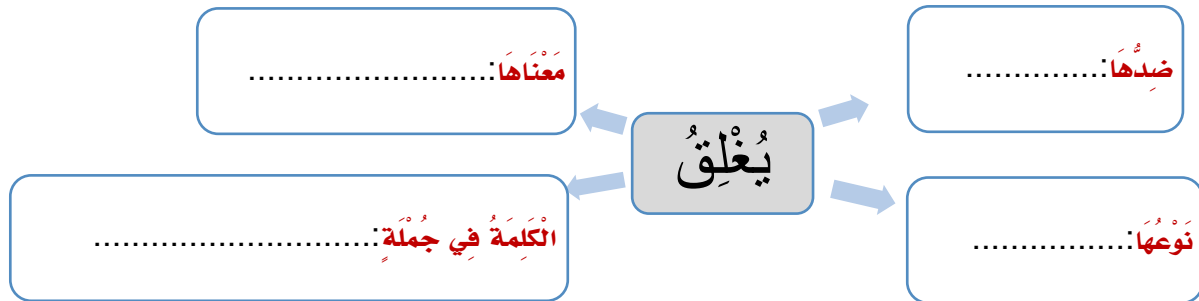 ضِدُّهَا:..............
مَعْنَاهَا:.........................
يُغْلِقُ
نَوْعُهَا:................
الْكَلِمَةُ فِي جُمْلَةٍ:.............................